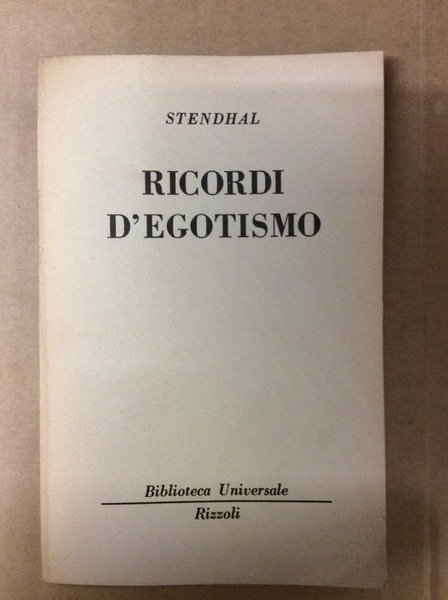 STENDHAL
RICORDI
D'EGOTISMO
Biblioteca Universale
Rizzoli